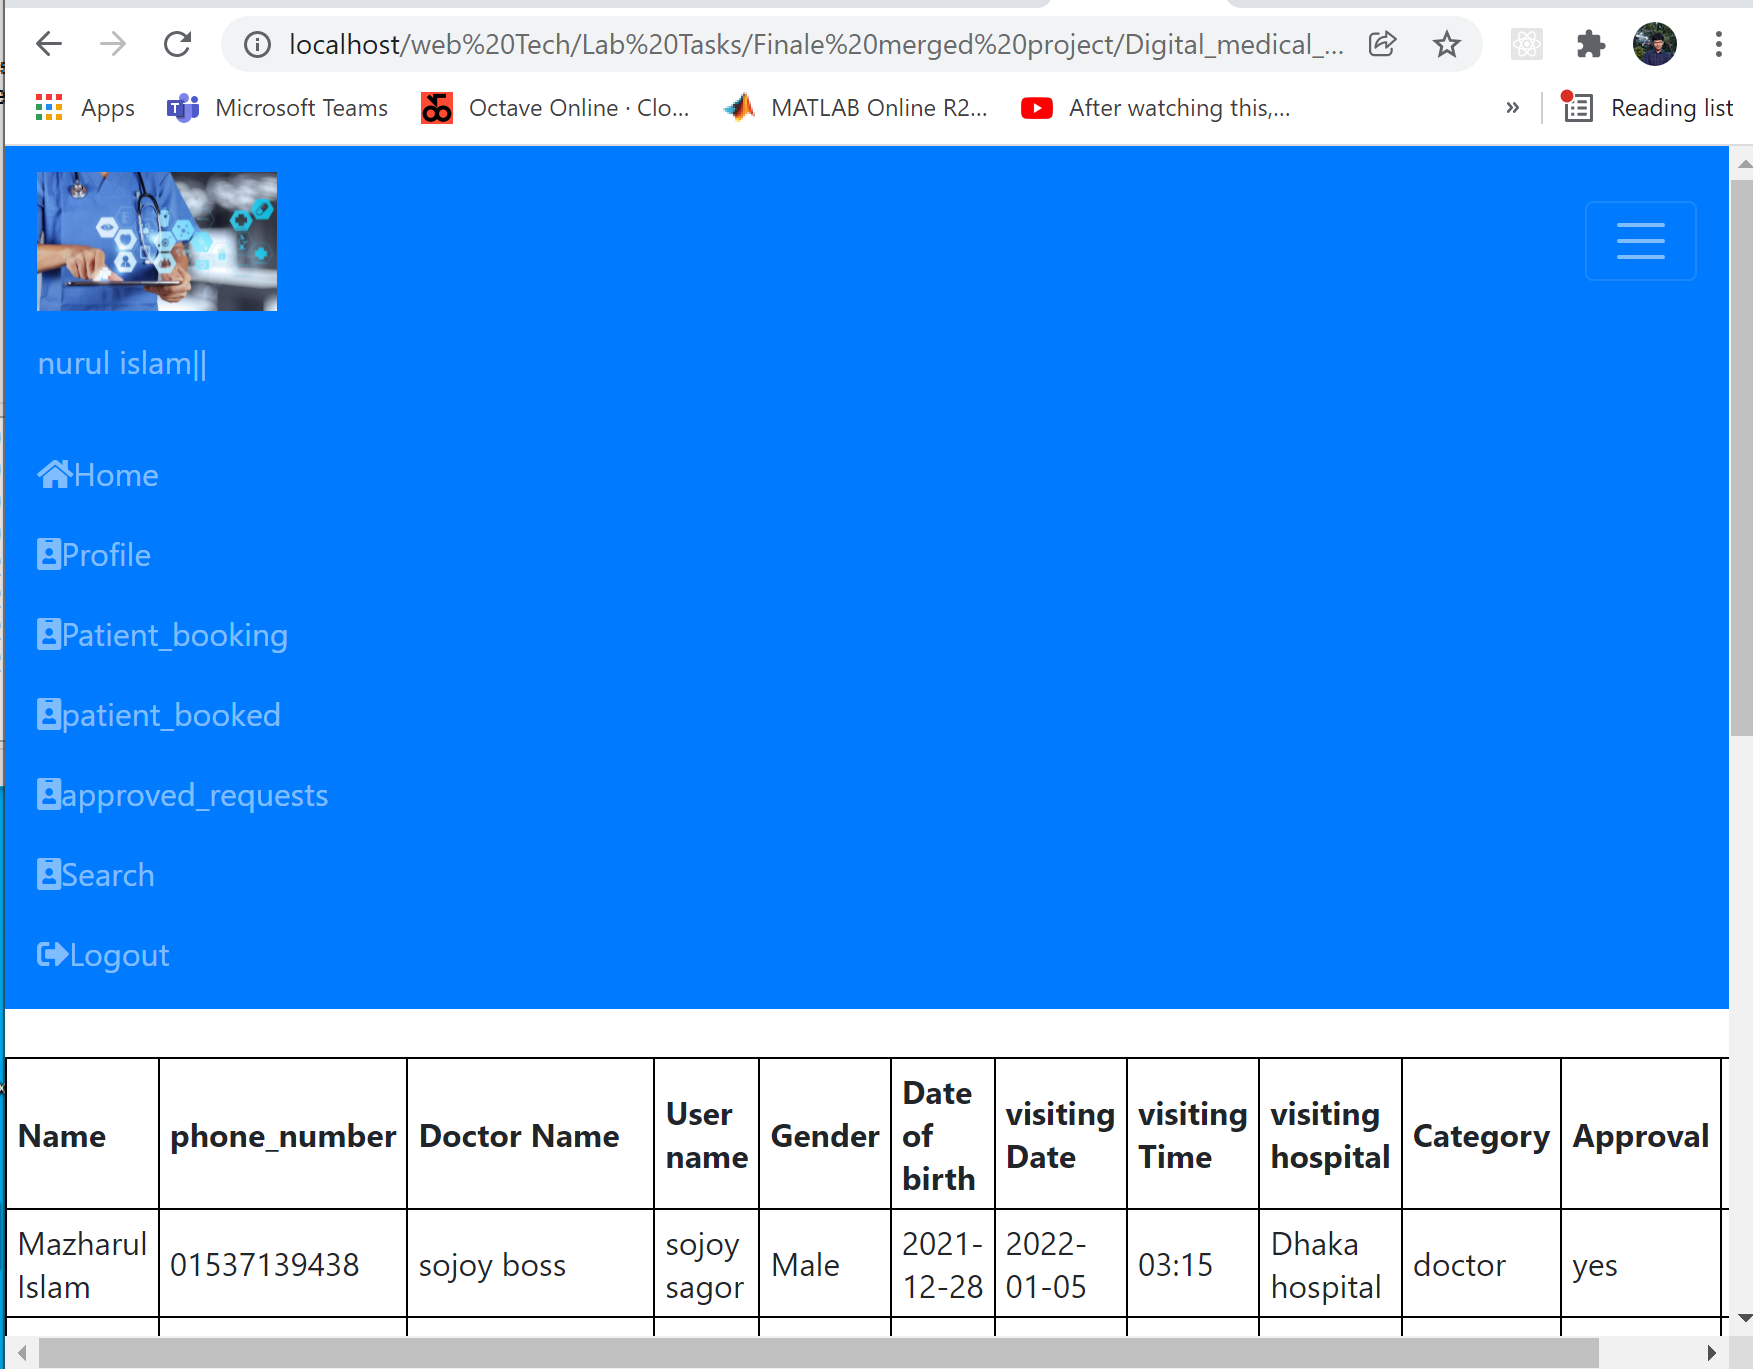 localhost/web%20Tech/Lab%20Tasks/Finale%20merged%20project/Digital_medical_...
Apps Microsoft Teams Octave Online · Clo... MATLAB Online R2... After watching this,... » Reading list
nurul islam||
Home
Profile
Patient_booking
patient_booked
approved_requests
Search
Logout
Name phone_number Doctor Name User name Gender Date of birth visiting Date visiting Time visiting hospital Category Approval
Mazharul Islam 01537139438 sojoy boss sojoy sagor Male 2021-12-28 2022-01-05 03:15 Dhaka hospital doctor yes